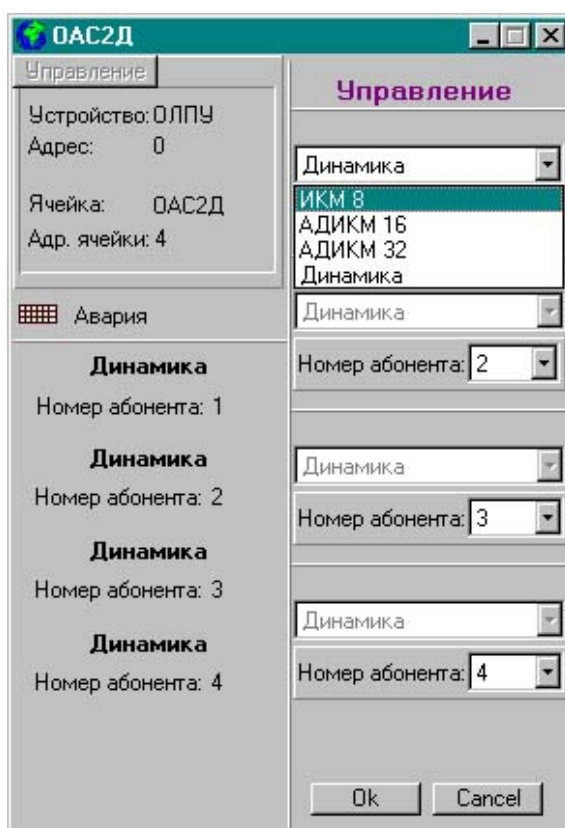 ОАС2Д
Управление
Устройство: ОЛПУ
Адрес: 0
Ячейка: ОАС2Д
Адр. ячейки: 4
Авария
Динамика
Номер абонента: 1
Динамика
Номер абонента: 2
Динамика
Номер абонента: 3
Динамика
Номер абонента: 4
Управление
Динамика
ИКМ 8
АДИКМ 16
АДИКМ 32
Динамика
Динамика
Номер абонента: 2
Динамика
Номер абонента: 3
Динамика
Номер абонента: 4
Ok Cancel